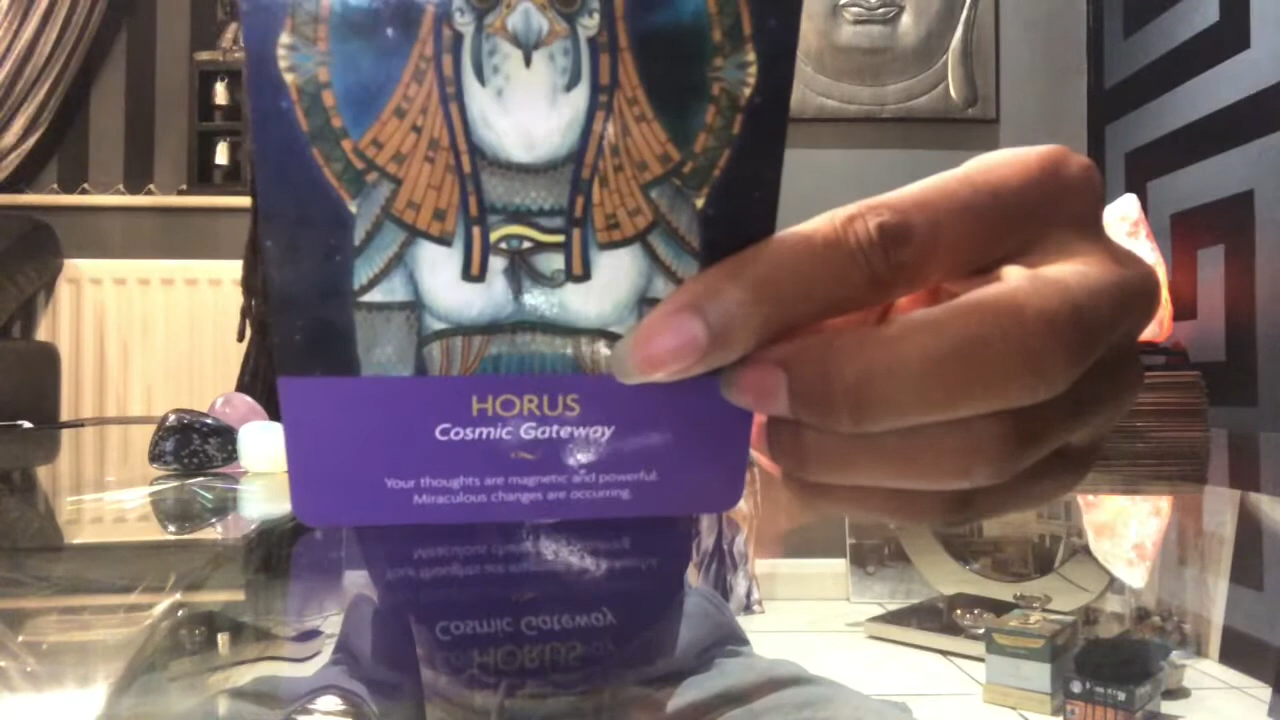 HORUS
Cosmic Gateway
Your thoughts are magnetic and powerful.
Miraculous changes are occurring.